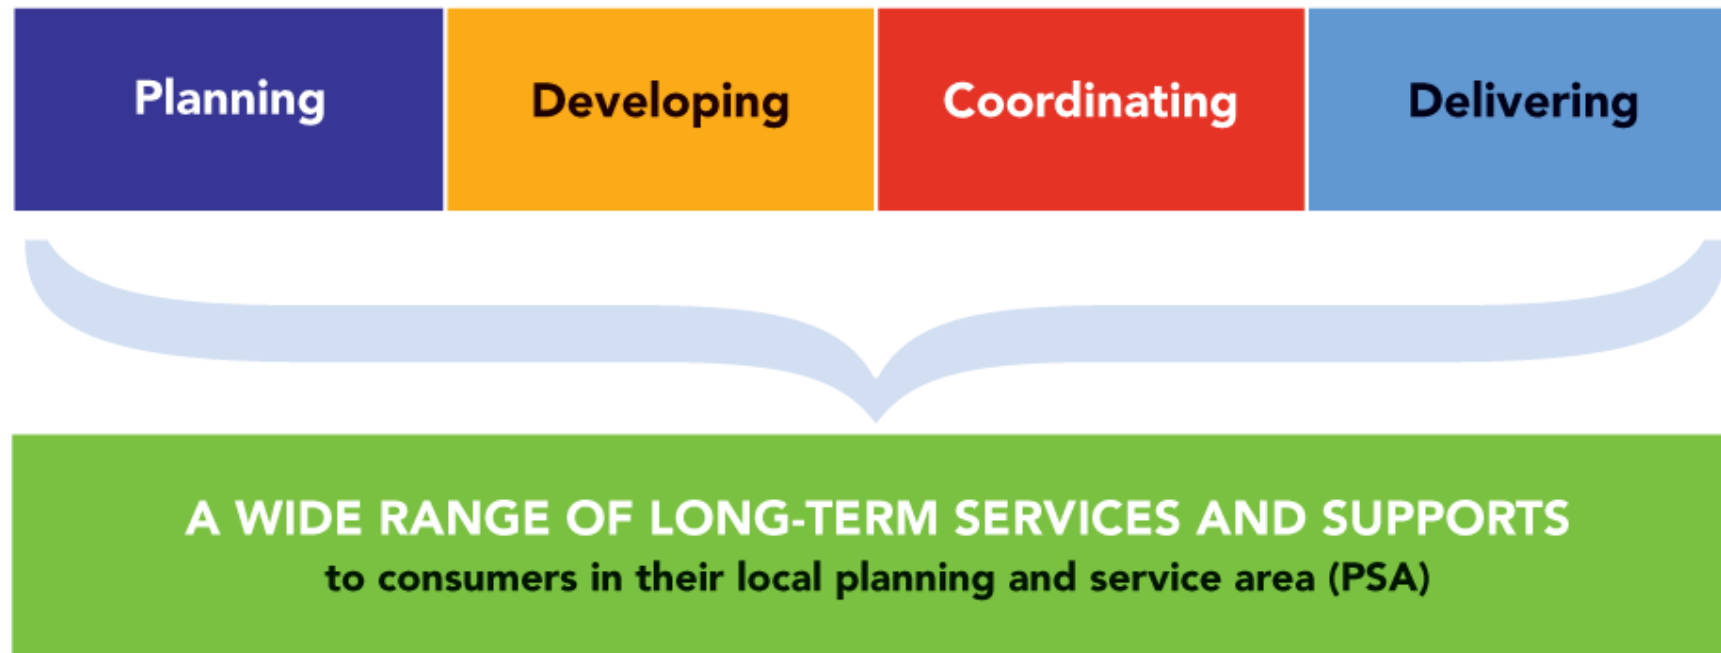 Planning
Developing
Coordinating
Delivering
A WIDE RANGE OF LONG-TERM SERVICES AND SUPPORTS
to consumers in their local planning and service area (PSA)